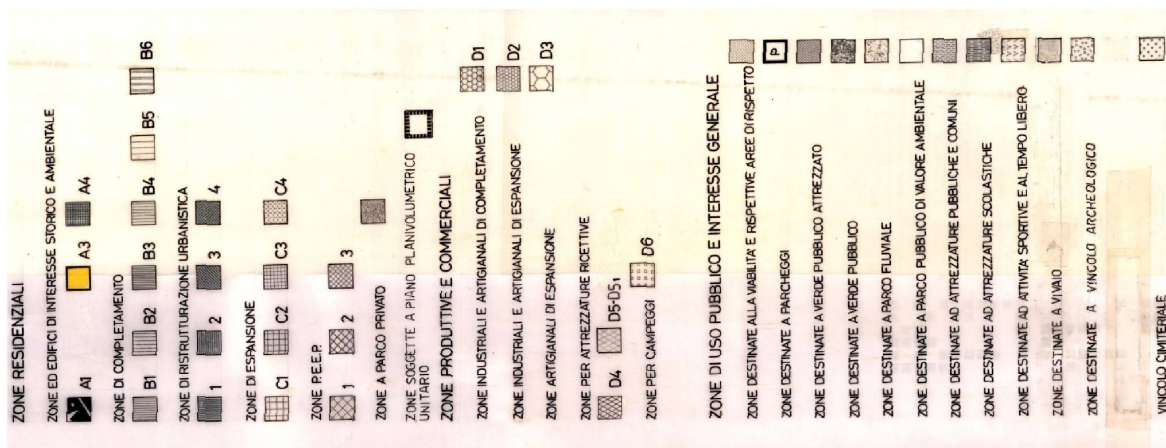 ZONE RESIDENZIALI
ZONE ED EDIFICI DI INTERESSE STORICO E AMBIENTALE
A1 A3 A4
ZONE DI COMPLETAMENTO
B1 B2 B3 B4 B5 B6
ZONE DI RISTRUTTURAZIONE URBANISTICA
1 2 3 4
ZONE DI ESPANSIONE
C1 C2 C3 C4
ZONE P.E.E.P.
1 2 3
ZONE A PARCO PRIVATO
ZONE SOGGETTE A PIANO PLANIVOLUMETRICO
UNITARIO
ZONE PRODUTTIVE E COMMERCIALI
ZONE INDUSTRIALI E ARTIGIANALI DI COMPLETAMENTO D1
ZONE INDUSTRIALI E ARTIGIANALI DI ESPANSIONE D2
ZONE ARTIGIANALI DI ESPANSIONE D3
ZONE PER ATTREZZATURE RICETTIVE
D4 D5-D5₁
ZONE PER CAMPEGGI D6
ZONE DI USO PUBBLICO E INTERESSE GENERALE
ZONE DESTINATE ALLA VIABILITA' E RISPETTIVE AREE DI RISPETTO
ZONE DESTINATE A PARCHEGGI P
ZONE DESTINATE A VERDE PUBBLICO ATTREZZATO
ZONE DESTINATE A VERDE PUBBLICO
ZONE DESTINATE A PARCO FLUVIALE
ZONE DESTINATE A PARCO PUBBLICO DI VALORE AMBIENTALE
ZONE DESTINATE AD ATTREZZATURE PUBBLICHE E COMUNI
ZONE DESTINATE AD ATTREZZATURE SCOLASTICHE
ZONE DESTINATE AD ATTIVITA' SPORTIVE E AL TEMPO LIBERO
ZONE DESTINATE A VIVAIO
ZONE DESTINATE A VINCOLO ARCHEOLOGICO
VINCOLO CIMITERIALE